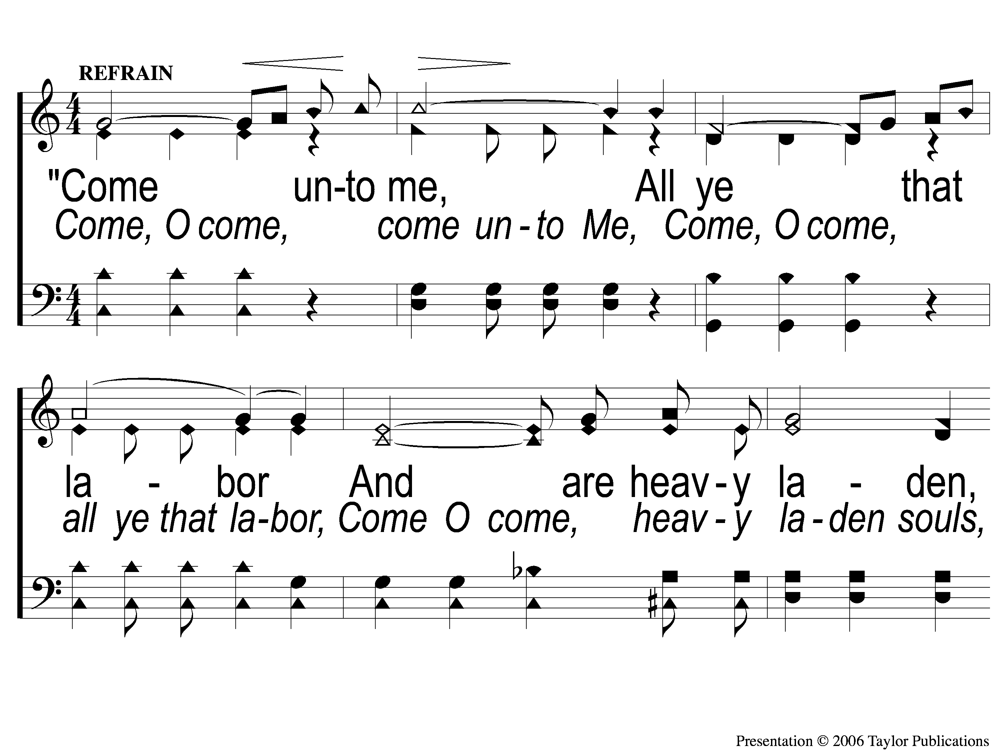 REFRAIN
"Come un-to me, All ye that
Come, O come, come un - to Me, Come, O come,
la - bor And are heav - y la - den,
all ye that la-bor, Come O come, heav - y la - den souls,
Presentation © 2006 Taylor Publications